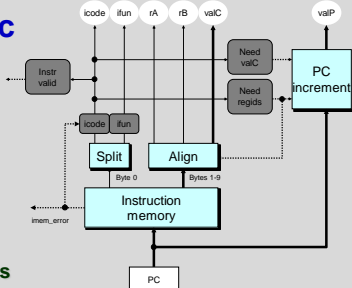 icode ifun rA rB valC valP
c
Need
valC
Instr
valid
PC
increment
Need
regids
icode ifun
Split Align
Byte 0 Bytes 1-9
Instruction
memory
imem_error
s
PC